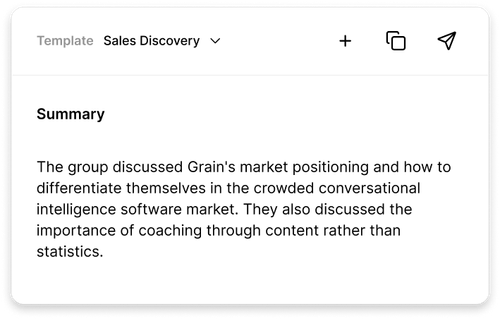 Template Sales Discovery
Summary
The group discussed Grain's market positioning and how to
differentiate themselves in the crowded conversational
intelligence software market. They also discussed the
importance of coaching through content rather than
statistics.